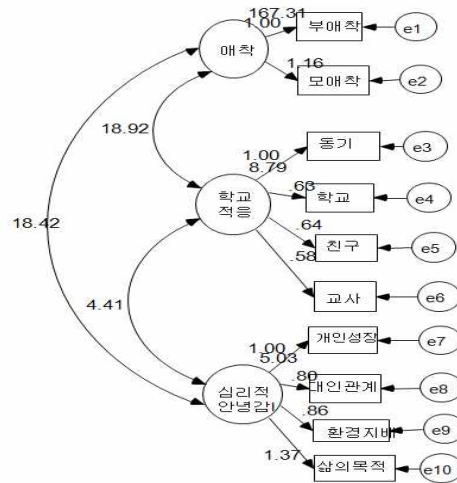 167.31
1.00
부애착
e1
애착
1.16
모애착
e2
18.92
동기
e3
1.00
8.79
학교
적응
.63
학교
e4
18.42
.64
친구
e5
.58
교사
e6
4.41
개인성장
e7
1.00
5.03
심리적
안녕감
.80
대인관계
e8
.86
환경지배
e9
1.37
삶의목적
e10